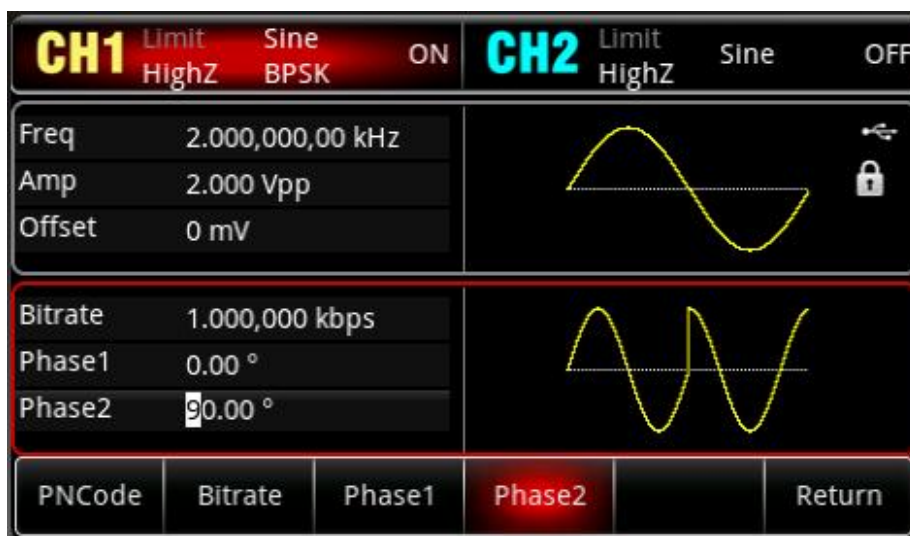 CH1 Limit Sine ON CH2 Limit Sine OFF
HighZ BPSK HighZ
Freq 2.000,000,00 kHz
Amp 2.000 Vpp
Offset 0 mV
Bitrate 1.000,000 kbps
Phase1 0.00 °
Phase2 90.00 °
PNCode Bitrate Phase1 Phase2 Return